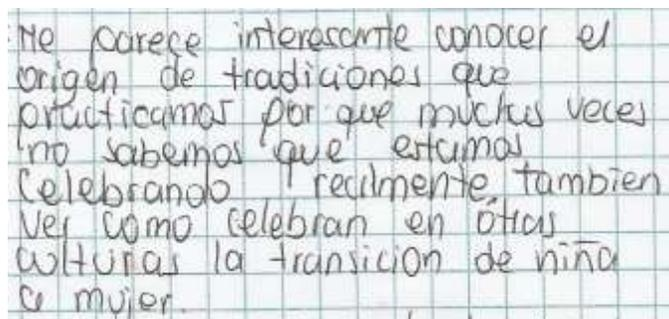 Me parece interesante conocer el
origen de tradiciones que
practicamos por que muchas veces
no sabemos que estamos
celebrando realmente, tambien
ver como celebran en otras
culturas la transicion de niña
a mujer.